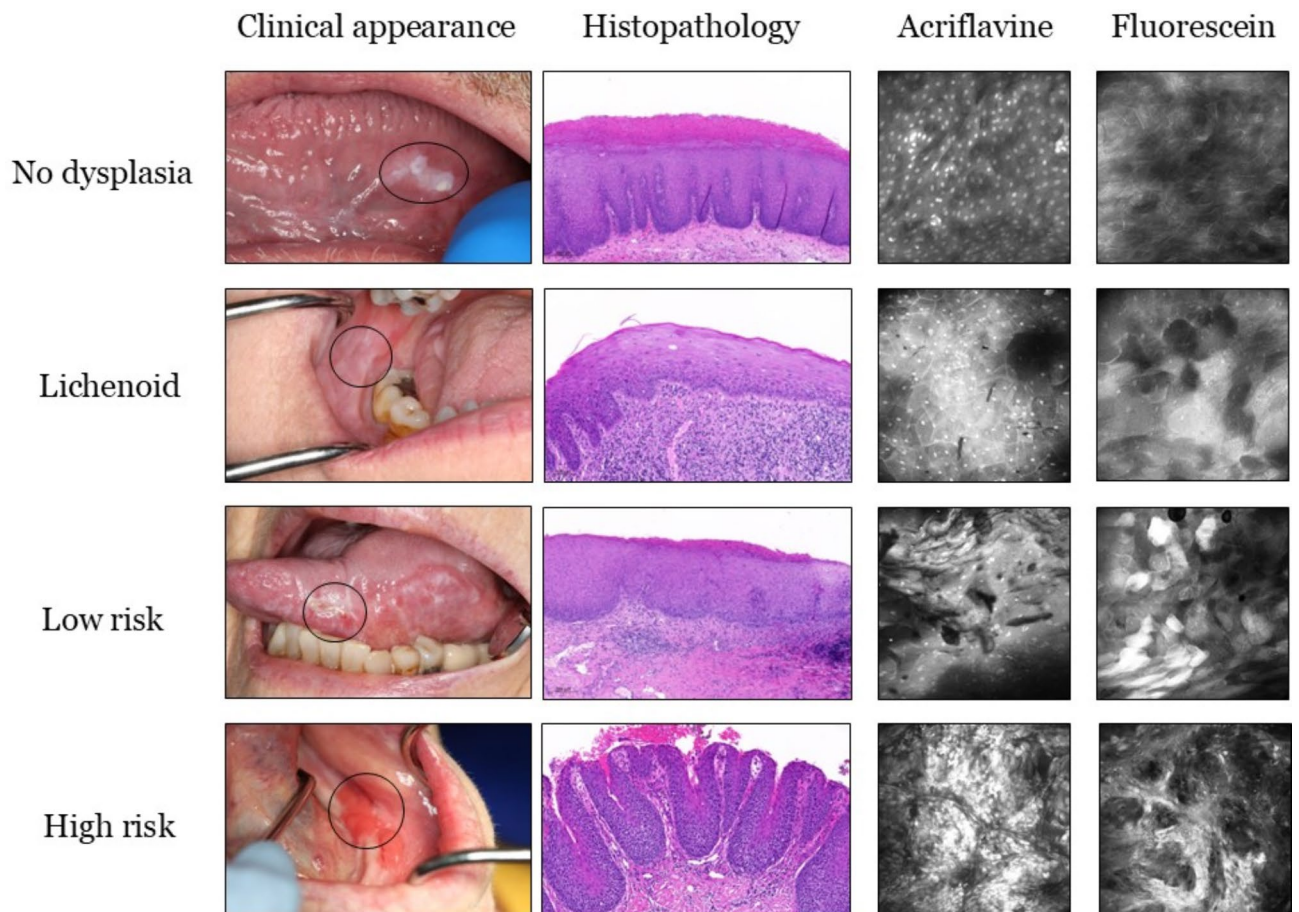 Clinical appearance Histopathology Acriflavine Fluorescein
No dysplasia
Lichenoid
Low risk
High risk